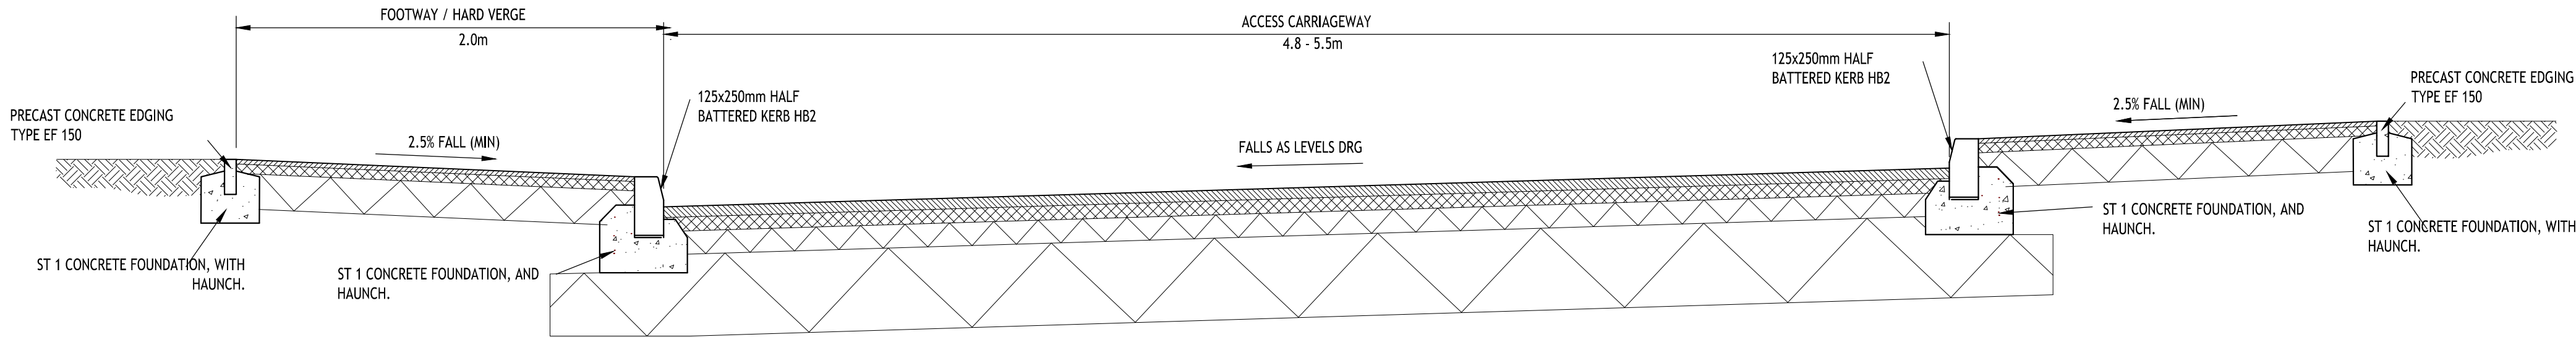 FOOTWAY / HARD VERGE
2.0m
ACCESS CARRIAGEWAY
4.8 - 5.5m
PRECAST CONCRETE EDGING
TYPE EF 150
2.5% FALL (MIN)
125x250mm HALF
BATTERED KERB HB2
FALLS AS LEVELS DRG
125x250mm HALF
BATTERED KERB HB2
2.5% FALL (MIN)
PRECAST CONCRETE EDGING
TYPE EF 150
ST 1 CONCRETE FOUNDATION, WITH
HAUNCH.
ST 1 CONCRETE FOUNDATION, AND
HAUNCH.
ST 1 CONCRETE FOUNDATION, AND
HAUNCH.
ST 1 CONCRETE FOUNDATION, WITH
HAUNCH.